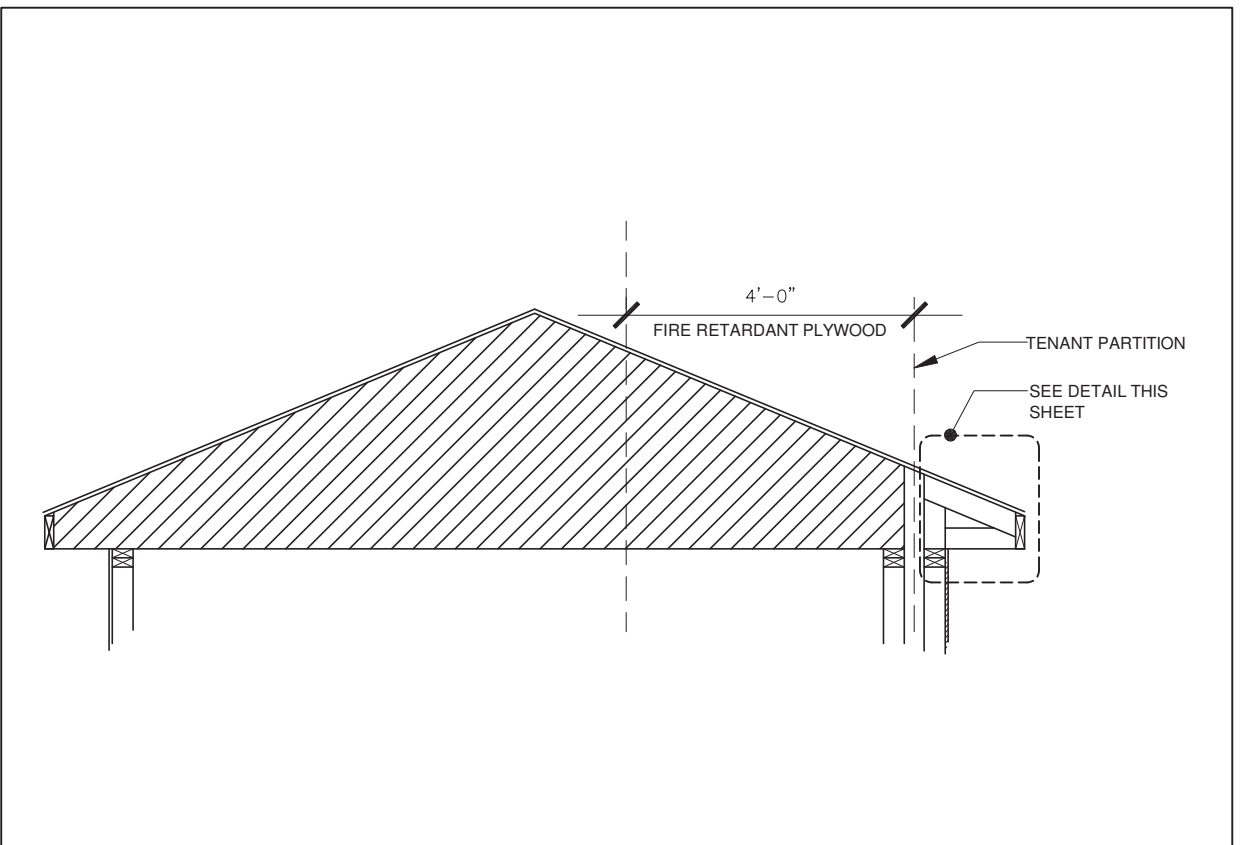 4'–0"
FIRE RETARDANT PLYWOOD
TENANT PARTITION
SEE DETAIL THIS
SHEET